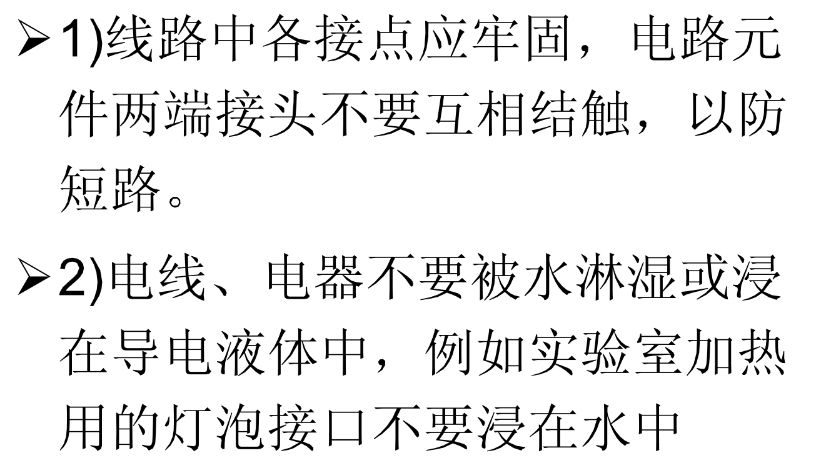 ➢1)线路中各接点应牢固，电路元
件两端接头不要互相结触，以防
短路。
➢2)电线、电器不要被水淋湿或浸
在导电液体中，例如实验室加热
用的灯泡接口不要浸在水中